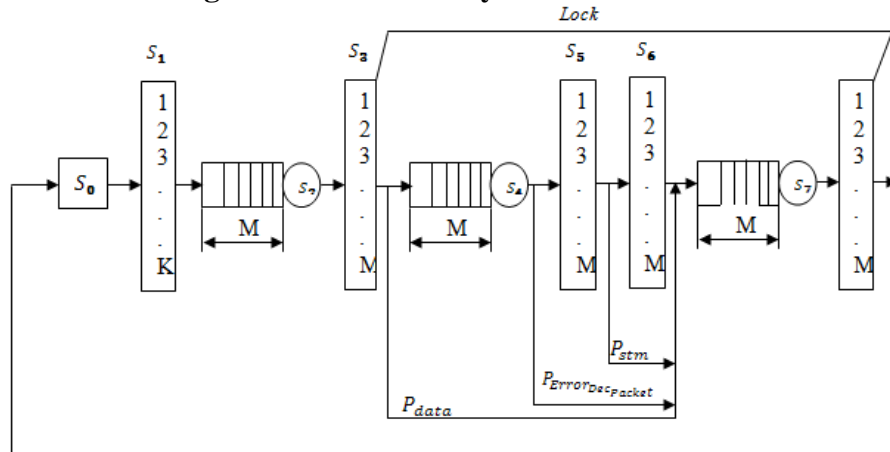 Lock
S₁
S₃
S₅
S₆
1
2
3
.
.
.
K
1
2
3
.
.
.
M
1
2
3
.
.
.
M
1
2
3
.
.
.
M
1
2
3
.
.
.
M
S₀
S₂
S₄
S₇
M
M
M
P_stm
P_Error_Dec_Packet
P_data